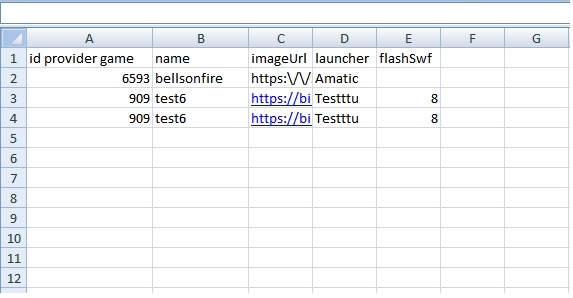 A B C D E F G
1 id provider game name imageUrl launcher flashSwf
2 6593 bellsonfire https:\/\/ Amatic
3 909 test6 https://bi Testttu 8
4 909 test6 https://bi Testttu 8
5
6
7
8
9
10
11
12